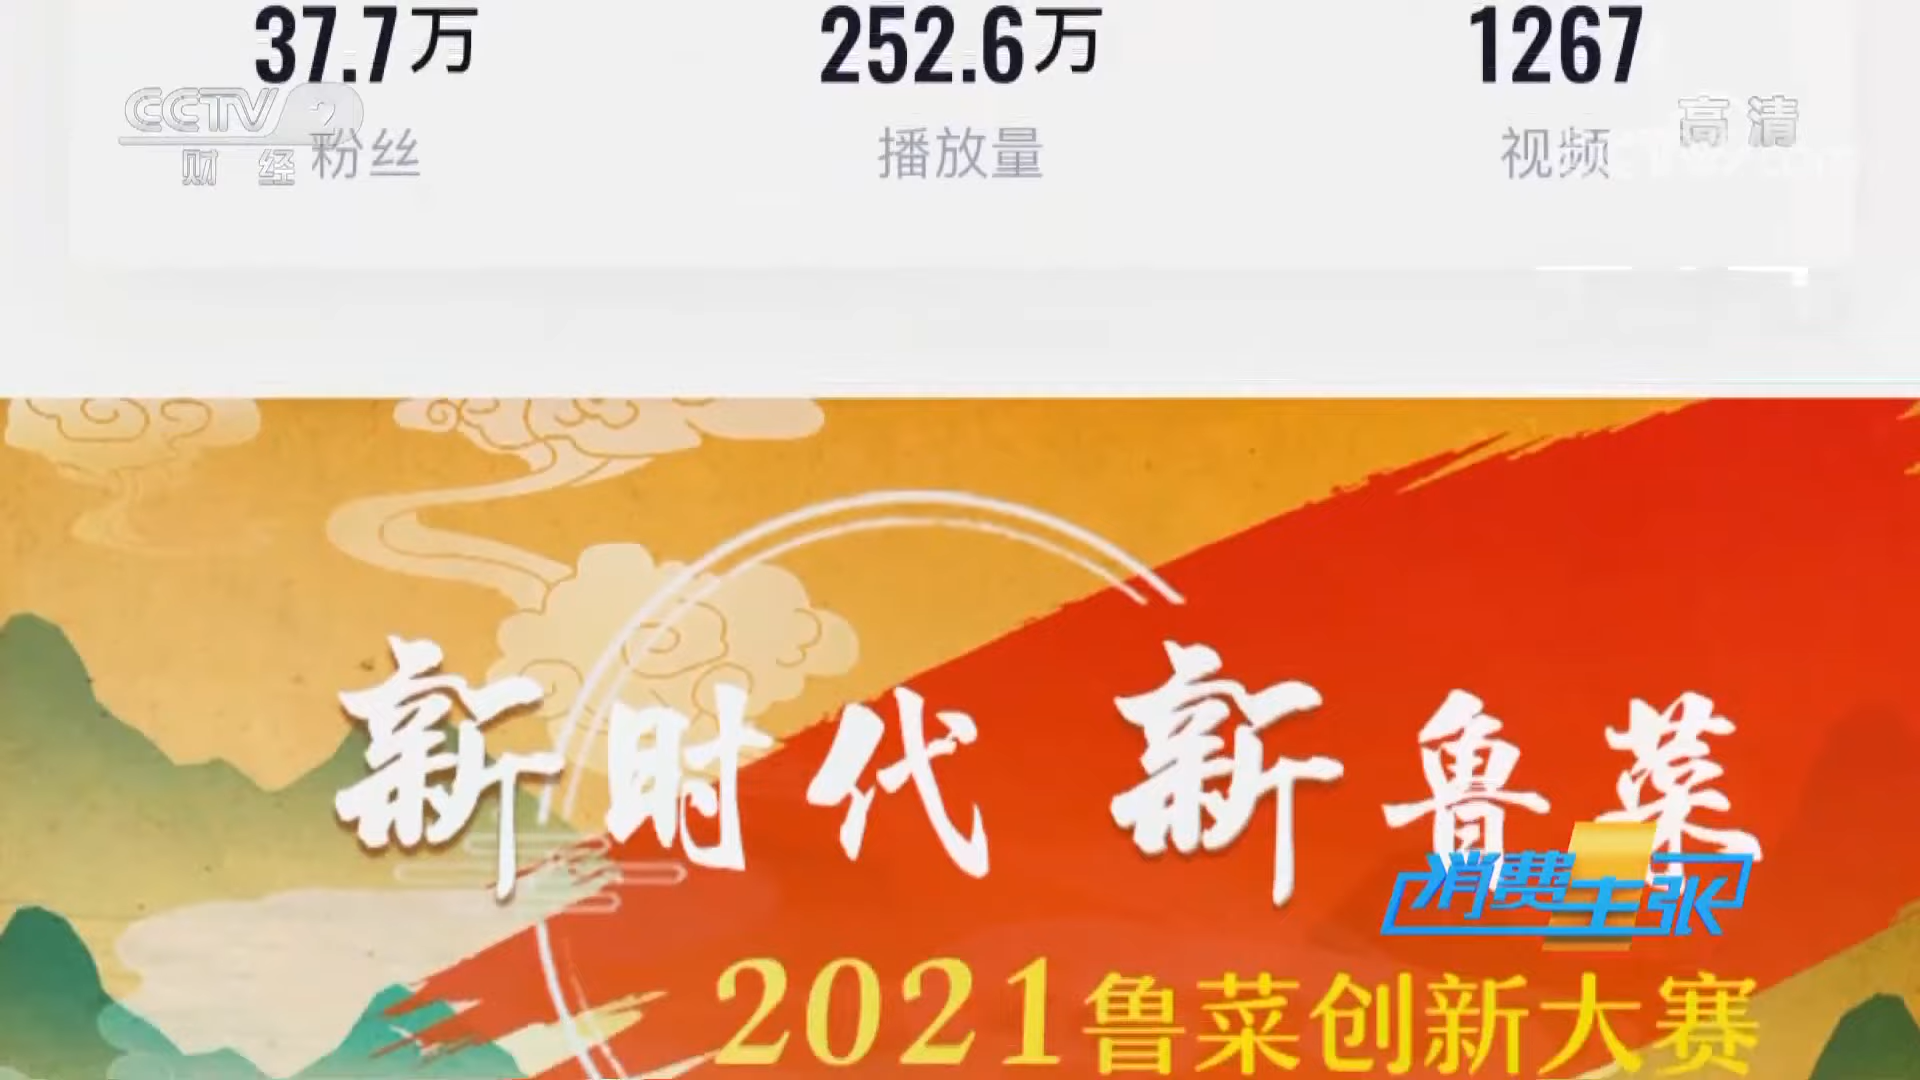 37.7万 252.6万 1267
CCTV 2 高清
财经 粉丝 播放量 视频
新时代 新鲁菜
消费主张
2021鲁菜创新大赛